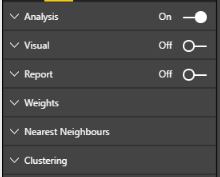 Analysis On
Visual Off
Report Off
Weights
Nearest Neighbours
Clustering